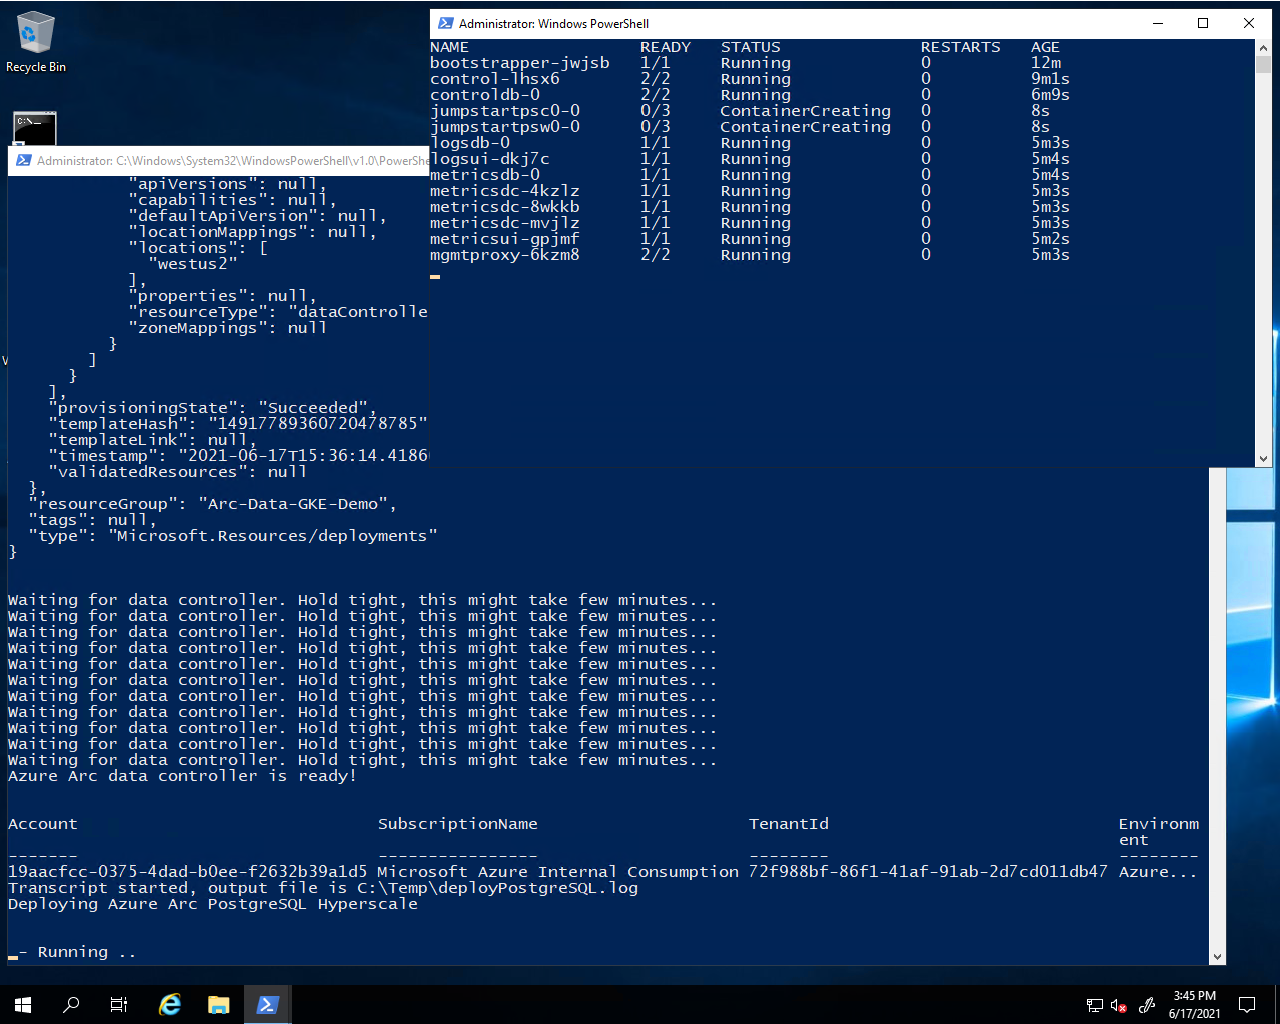 Recycle Bin
Administrator: Windows PowerShell
NAME READY STATUS RESTARTS AGE
bootstrapper-jwjsb 1/1 Running 0 12m
control-lhsx6 2/2 Running 0 9m1s
controldb-0 2/2 Running 0 6m9s
jumpstartpsc0-0 0/3 ContainerCreating 0 8s
jumpstartpsw0-0 0/3 ContainerCreating 0 8s
logsdb-0 1/1 Running 0 5m3s
logsui-dkj7c 1/1 Running 0 5m4s
metricsdb-0 1/1 Running 0 5m4s
metricsdc-4kzlz 1/1 Running 0 5m3s
metricsdc-8wkkb 1/1 Running 0 5m3s
metricsdc-mvjlz 1/1 Running 0 5m3s
metricsui-gpjmf 1/1 Running 0 5m2s
mgmtproxy-6kzm8 2/2 Running 0 5m3s
C:\_
Administrator: C:\Windows\System32\WindowsPowerShell\v1.0\PowerShe
"apiVersions": null,
"capabilities": null,
"defaultApiVersion": null,
"locationMappings": null,
"locations": [
"westus2"
],
"properties": null,
"resourceType": "dataControlle
"zoneMappings": null
}
]
}
],
"provisioningState": "Succeeded",
"templateHash": "14917789360720478785"
"templateLink": null,
"timestamp": "2021-06-17T15:36:14.4186
"validatedResources": null
},
"resourceGroup": "Arc-Data-GKE-Demo",
"tags": null,
"type": "Microsoft.Resources/deployments"
}
Waiting for data controller. Hold tight, this might take few minutes...
Waiting for data controller. Hold tight, this might take few minutes...
Waiting for data controller. Hold tight, this might take few minutes...
Waiting for data controller. Hold tight, this might take few minutes...
Waiting for data controller. Hold tight, this might take few minutes...
Waiting for data controller. Hold tight, this might take few minutes...
Waiting for data controller. Hold tight, this might take few minutes...
Waiting for data controller. Hold tight, this might take few minutes...
Waiting for data controller. Hold tight, this might take few minutes...
Waiting for data controller. Hold tight, this might take few minutes...
Waiting for data controller. Hold tight, this might take few minutes...
Azure Arc data controller is ready!
Account SubscriptionName TenantId Environm
ent
------- ---------------- -------- --------
19aacfcc-0375-4dad-b0ee-f2632b39a1d5 Microsoft Azure Internal Consumption 72f988bf-86f1-41af-91ab-2d7cd011db47 Azure...
Transcript started, output file is C:\Temp\deployPostgreSQL.log
Deploying Azure Arc PostgreSQL Hyperscale
- Running ..
3:45 PM
6/17/2021